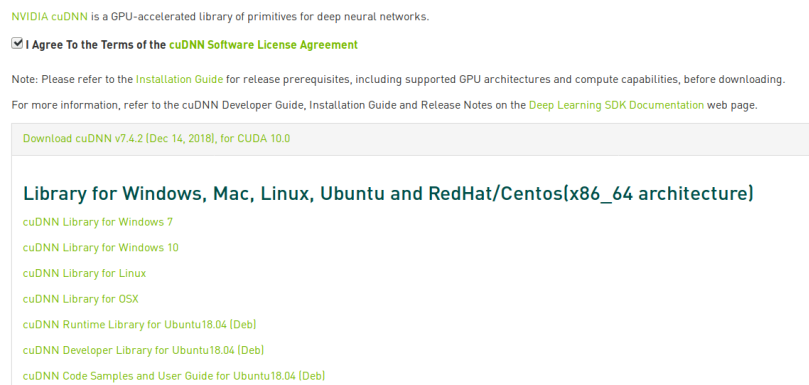 NVIDIA cuDNN is a GPU-accelerated library of primitives for deep neural networks.
I Agree To the Terms of the cuDNN Software License Agreement
Note: Please refer to the Installation Guide for release prerequisites, including supported GPU architectures and compute capabilities, before downloading.
For more information, refer to the cuDNN Developer Guide, Installation Guide and Release Notes on the Deep Learning SDK Documentation web page.
Download cuDNN v7.4.2 (Dec 14, 2018), for CUDA 10.0
Library for Windows, Mac, Linux, Ubuntu and RedHat/Centos(x86_64 architecture)
cuDNN Library for Windows 7
cuDNN Library for Windows 10
cuDNN Library for Linux
cuDNN Library for OSX
cuDNN Runtime Library for Ubuntu18.04 (Deb)
cuDNN Developer Library for Ubuntu18.04 (Deb)
cuDNN Code Samples and User Guide for Ubuntu18.04 (Deb)